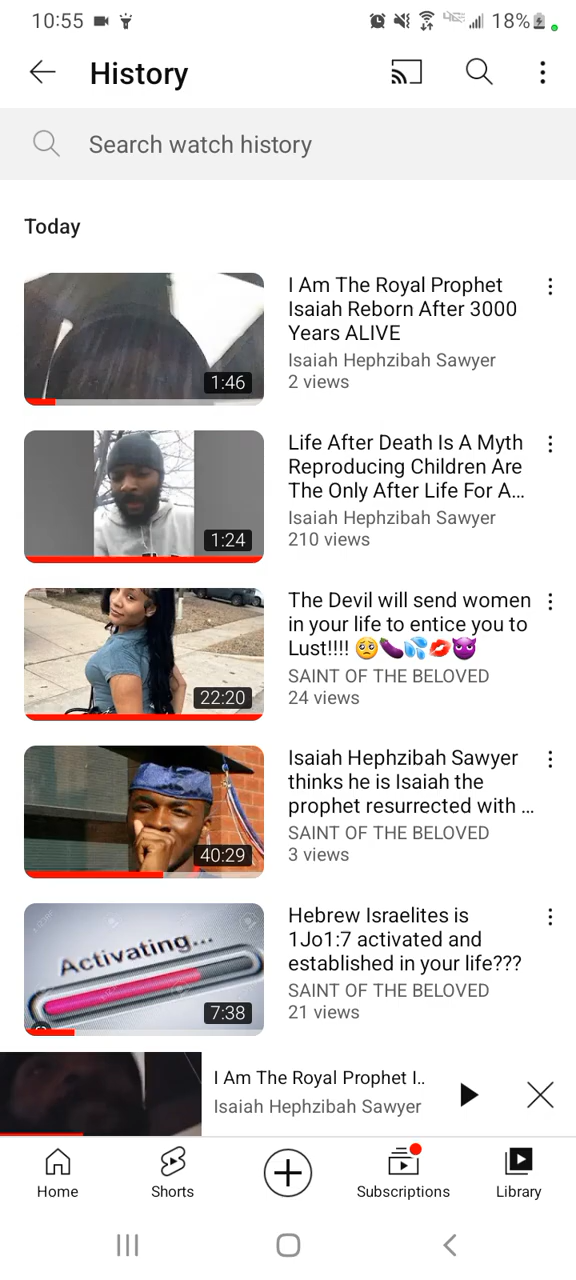 10:55 18%
History
Search watch history
Today
I Am The Royal Prophet
Isaiah Reborn After 3000
Years ALIVE
Isaiah Hephzibah Sawyer
2 views
1:46
Life After Death Is A Myth
Reproducing Children Are
The Only After Life For A...
Isaiah Hephzibah Sawyer
210 views
1:24
The Devil will send women
in your life to entice you to
Lust!!!! 🥺🍆💦💋😈
SAINT OF THE BELOVED
24 views
22:20
Isaiah Hephzibah Sawyer
thinks he is Isaiah the
prophet resurrected with ...
SAINT OF THE BELOVED
3 views
40:29
Activating...
Hebrew Israelites is
1Jo1:7 activated and
established in your life???
SAINT OF THE BELOVED
21 views
7:38
I Am The Royal Prophet I..
Isaiah Hephzibah Sawyer
Home Shorts Subscriptions Library